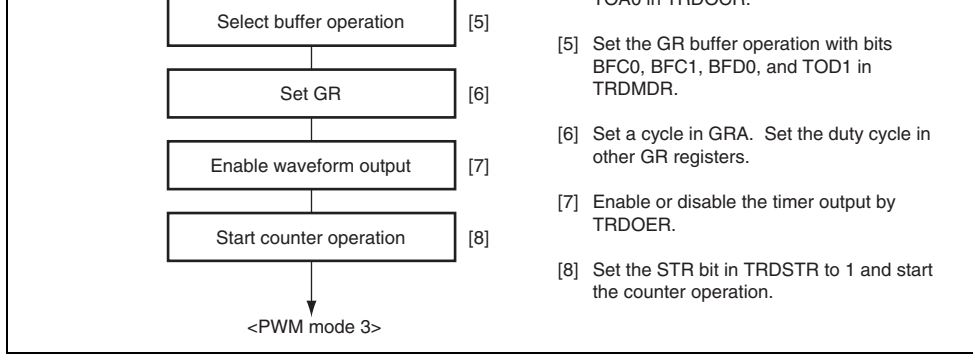 TOA0 in TRDOCR.
Select buffer operation [5]
[5] Set the GR buffer operation with bits
BFC0, BFC1, BFD0, and TOD1 in
TRDMDR.
Set GR [6]
[6] Set a cycle in GRA. Set the duty cycle in
other GR registers.
Enable waveform output [7]
[7] Enable or disable the timer output by
TRDOER.
Start counter operation [8]
[8] Set the STR bit in TRDSTR to 1 and start
the counter operation.
<PWM mode 3>